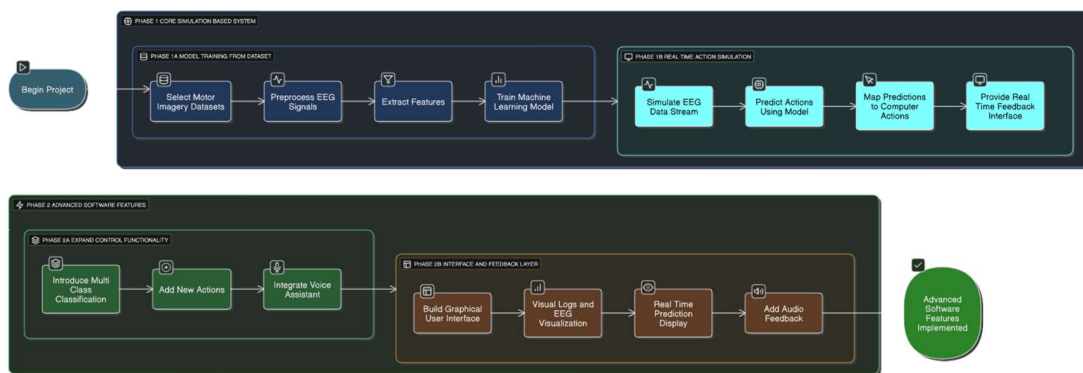 PHASE 1 CORE SIMULATION BASED SYSTEM
PHASE 1A MODEL TRAINING FROM DATASET
PHASE 1B REAL TIME ACTION SIMULATION
Begin Project
Select Motor
Imagery Datasets
Preprocess EEG
Signals
Extract Features
Train Machine
Learning Model
Simulate EEG
Data Stream
Predict Actions
Using Model
Map Predictions
to Computer
Actions
Provide Real
Time Feedback
Interface
PHASE 2 ADVANCED SOFTWARE FEATURES
PHASE 2A EXPAND CONTROL FUNCTIONALITY
PHASE 2B INTERFACE AND FEEDBACK LAYER
Introduce Multi
Class
Classification
Add New Actions
Integrate Voice
Assistant
Build Graphical
User Interface
Visual Logs and
EEG
Visualization
Real Time
Prediction
Display
Add Audio
Feedback
Advanced
Software
Features
Implemented